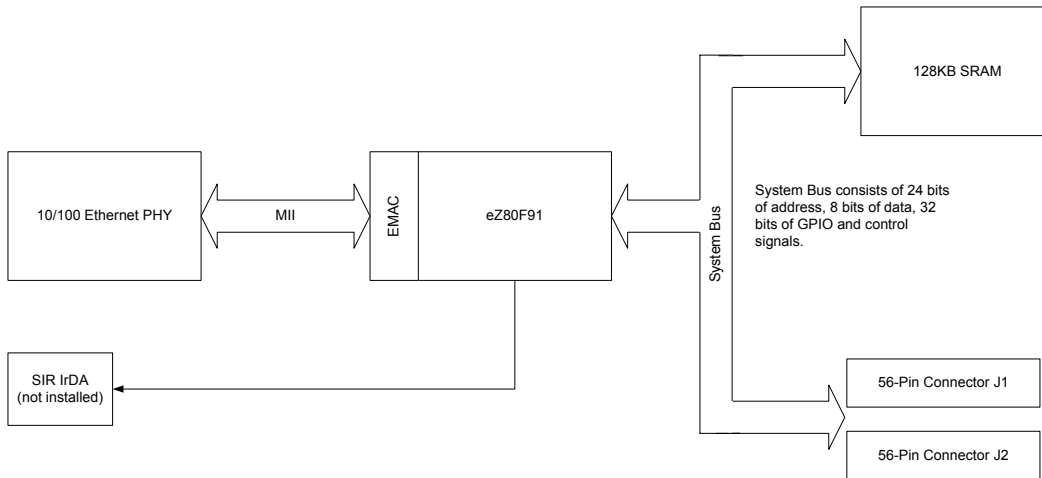 128KB SRAM
10/100 Ethernet PHY
MII
EMAC
eZ80F91
System Bus
System Bus consists of 24 bits
of address, 8 bits of data, 32
bits of GPIO and control
signals.
SIR IrDA
(not installed)
56-Pin Connector J1
56-Pin Connector J2